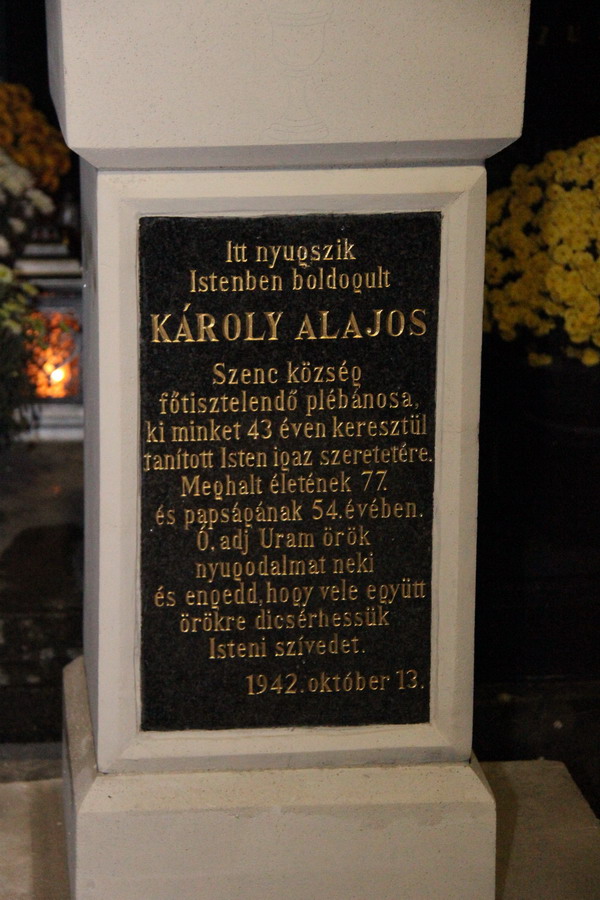 Itt nyugszik
Istenben boldogult
KÁROLY ALAJOS
Szenc község
főtisztelendő plébánosa,
ki minket 43 éven keresztül
tanított Isten igaz szeretetére.
Meghalt életének 77.
és papságának 54. évében.
Ó, adj Uram örök
nyugodalmat neki
és engedd, hogy vele együtt
örökre dicsérhessük
Isteni szívedet.
1942. október 13.